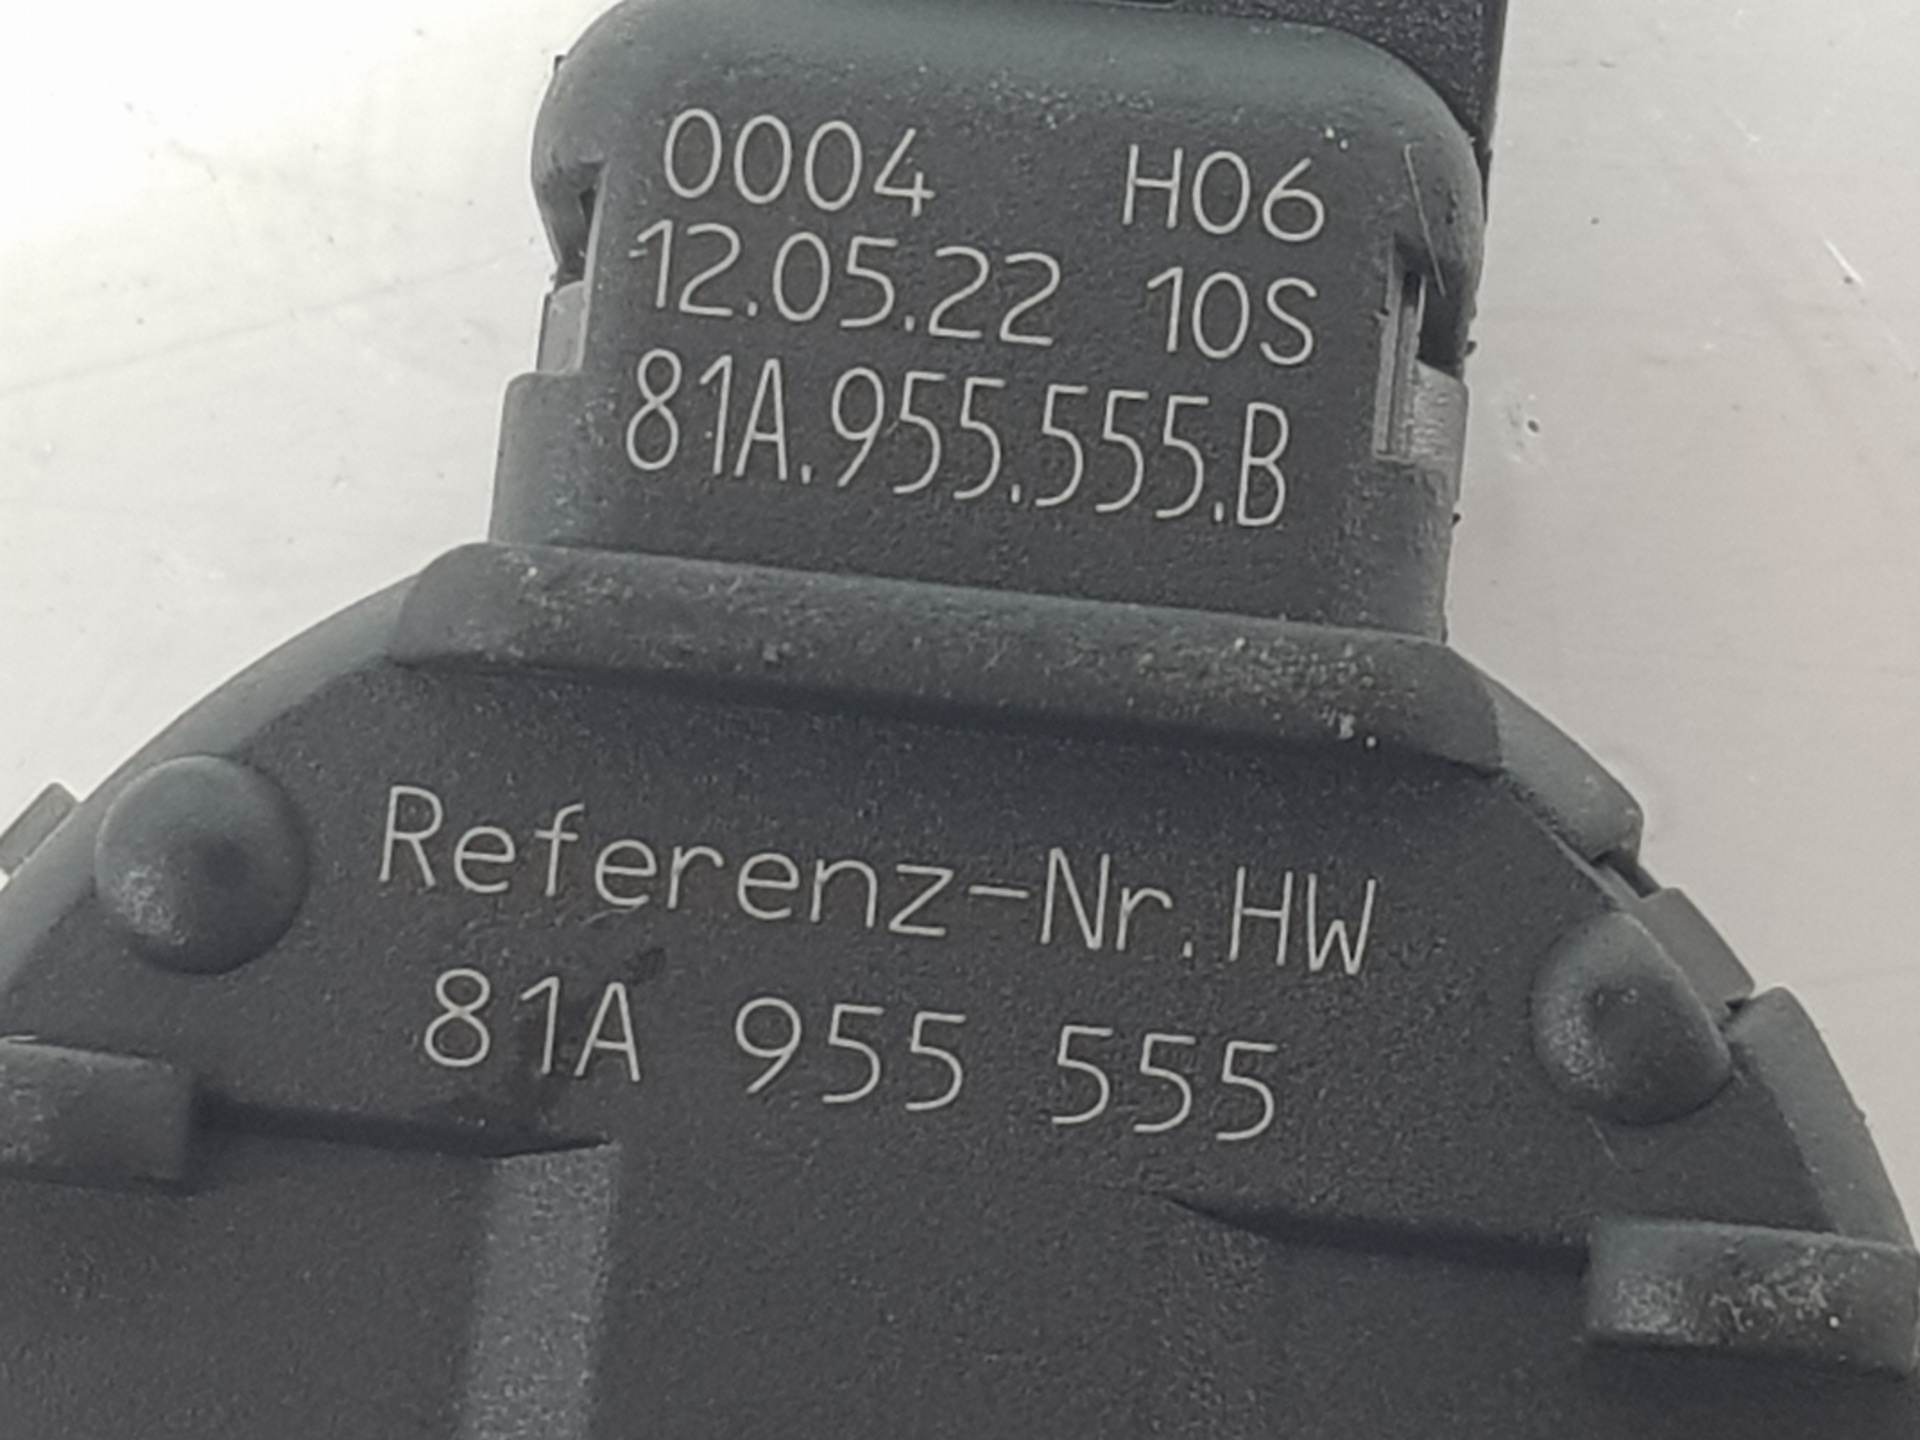 0004 H06
12.05.22 10S
81A.955.555.B
Referenz-Nr.HW
81A 955 555